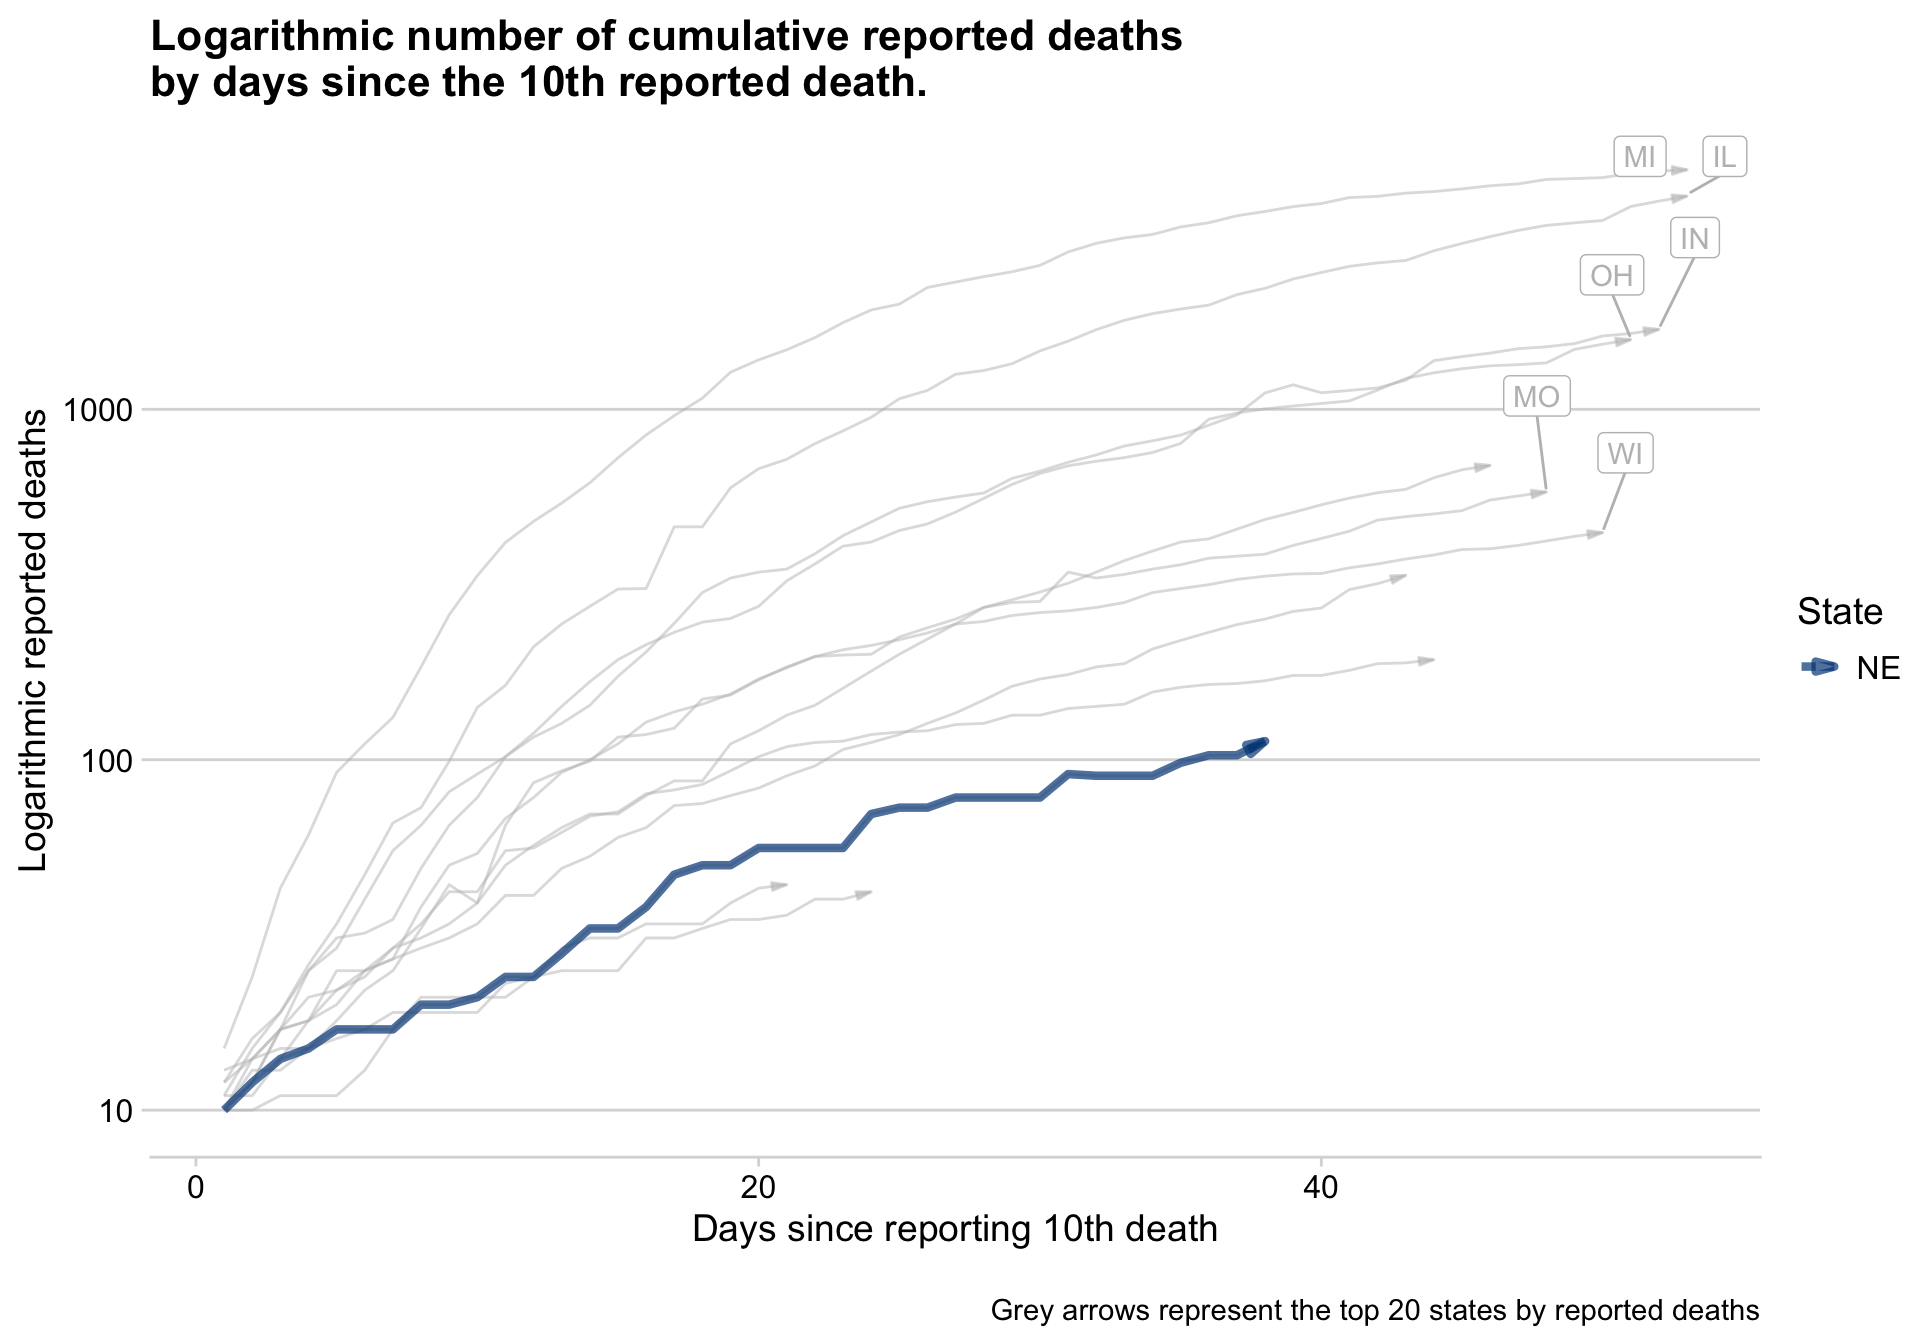 Logarithmic number of cumulative reported deaths
by days since the 10th reported death.
MI
IL
IN
OH
MO
WI
1000
100
10
Logarithmic reported deaths
0
20
40
Days since reporting 10th death
State
NE
Grey arrows represent the top 20 states by reported deaths